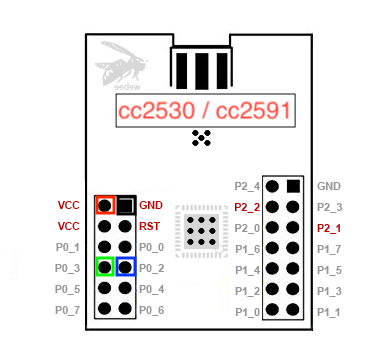 webee
cc2530 / cc2591
VCC GND
VCC RST
P0_1 P0_0
P0_3 P0_2
P0_5 P0_4
P0_7 P0_6
P2_4 GND
P2_2 P2_3
P2_0 P2_1
P1_6 P1_7
P1_4 P1_5
P1_2 P1_3
P1_0 P1_1